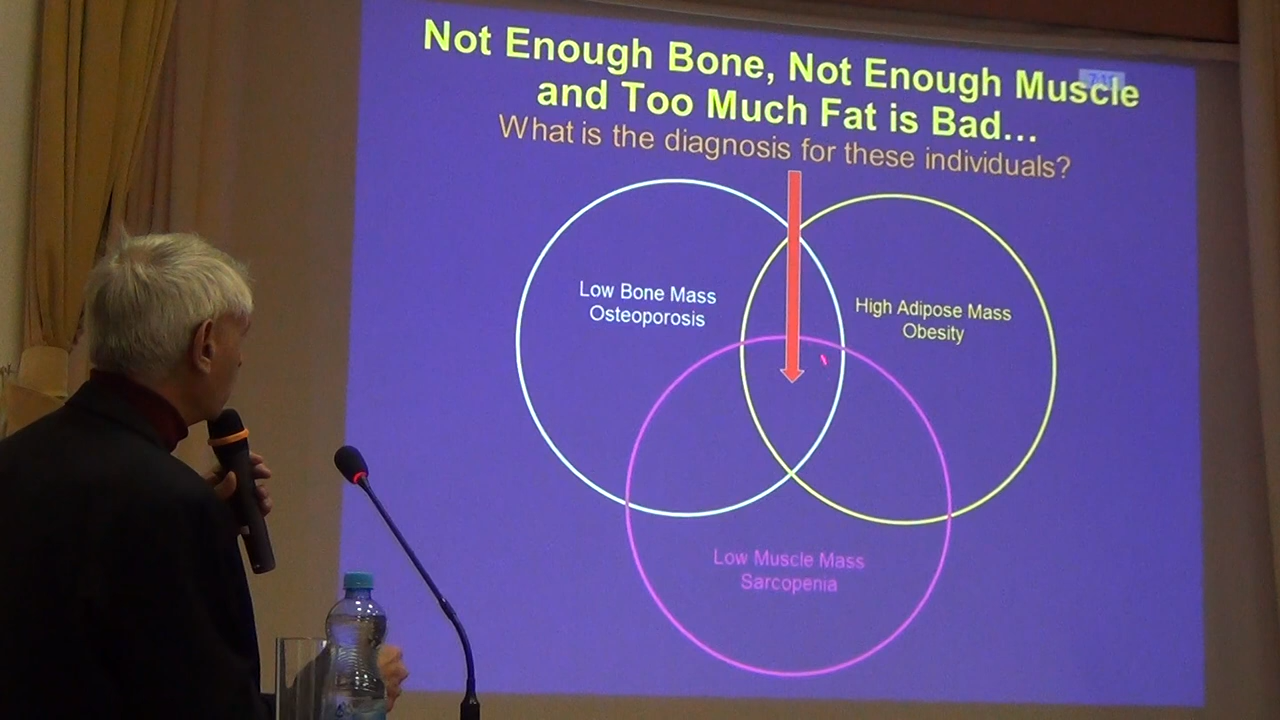 Not Enough Bone, Not Enough Muscle
and Too Much Fat is Bad...
What is the diagnosis for these individuals?
Low Bone Mass
Osteoporosis
High Adipose Mass
Obesity
Low Muscle Mass
Sarcopenia